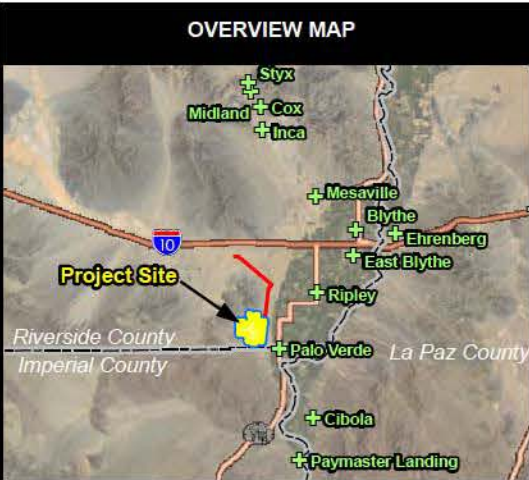 OVERVIEW MAP
Styx
Midland
Cox
Inca
Mesaville
Blythe
Ehrenberg
10
East Blythe
Project Site
Ripley
Riverside County
Palo Verde
La Paz County
Imperial County
Cibola
Paymaster Landing